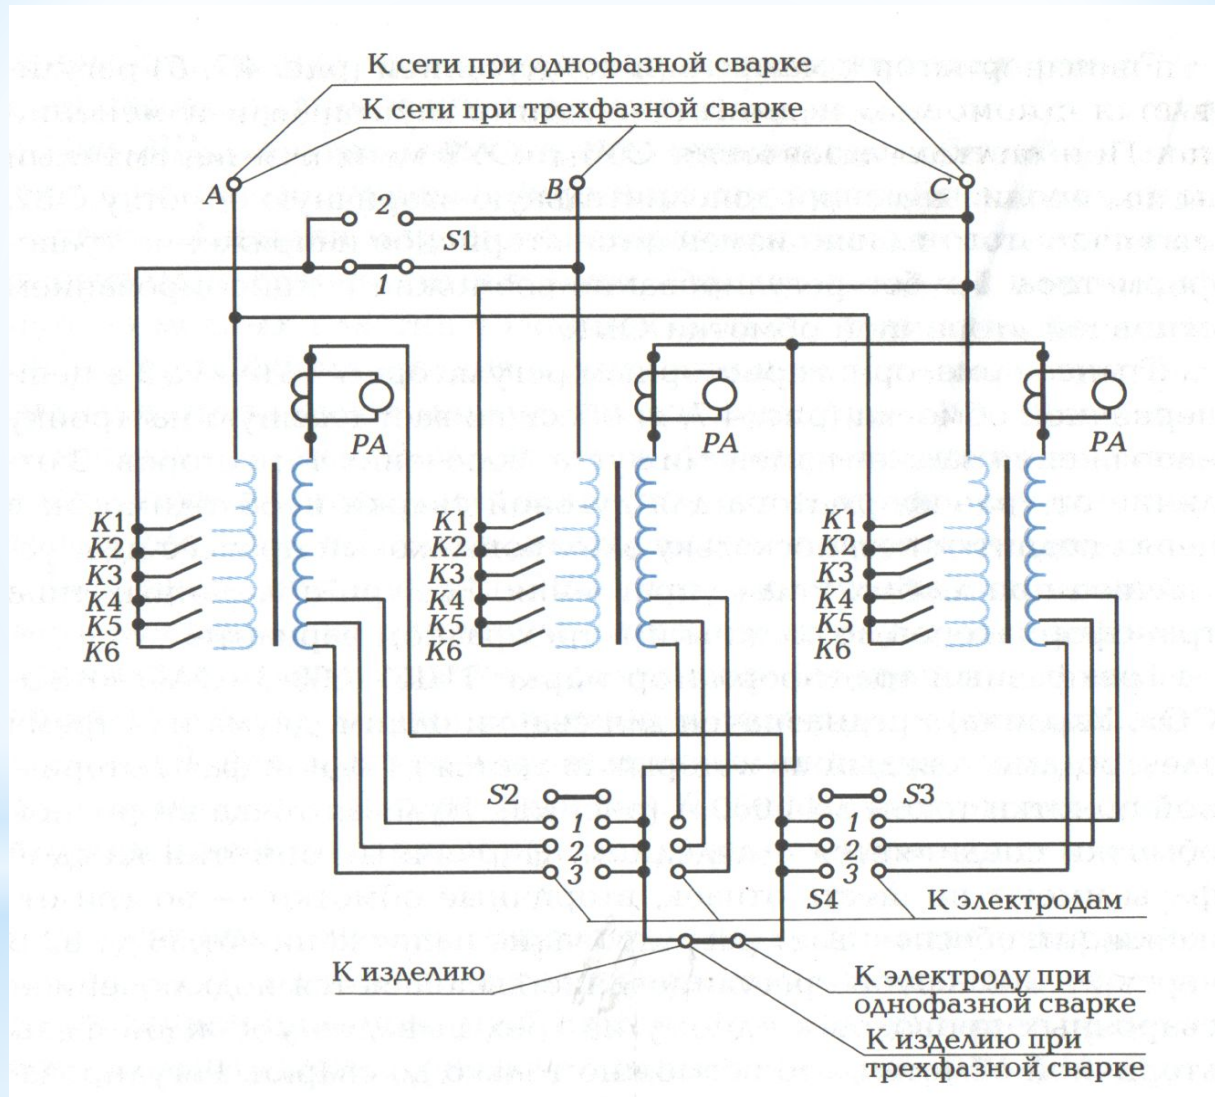 К сети при однофазной сварке
К сети при трехфазной сварке
A
B
C
2
S1
1
PA
PA
PA
K1
K2
K3
K4
K5
K6
K1
K2
K3
K4
K5
K6
K1
K2
K3
K4
K5
K6
S2
S3
1
1
2
2
3
3
S4
К электродам
К изделию
К электроду при
однофазной сварке
К изделию при
трехфазной сварке